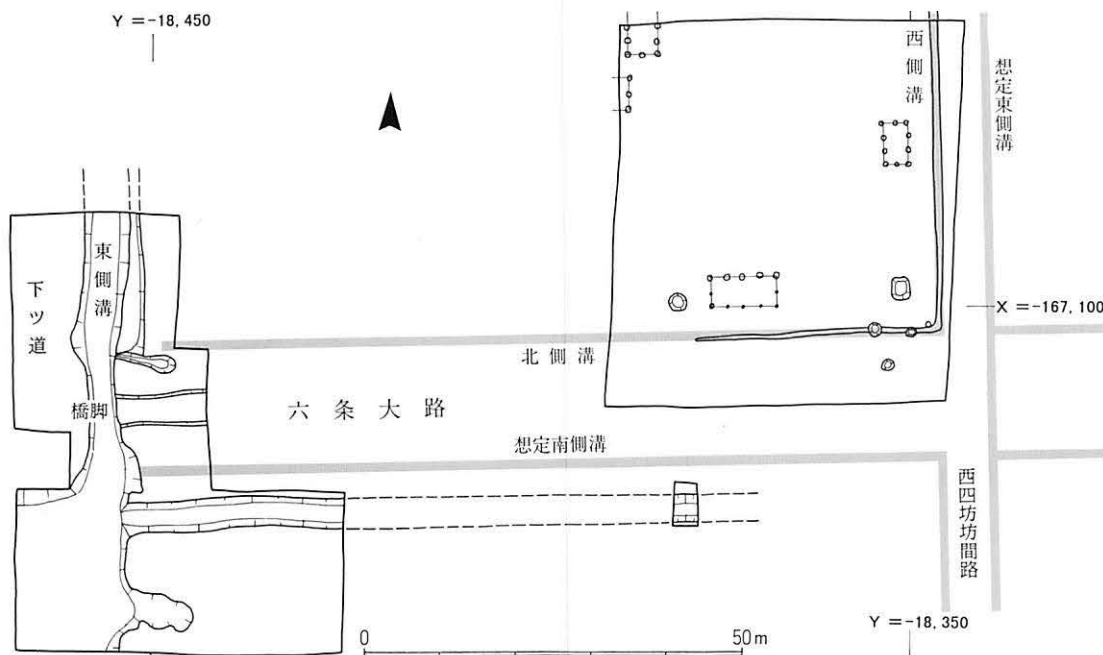 Y =-18,450
西側溝
想定東側溝
東側溝
下ツ道
X =-167,100
北側溝
橋脚
六条大路
想定南側溝
西四坊坊間路
Y =-18,350
0
50m